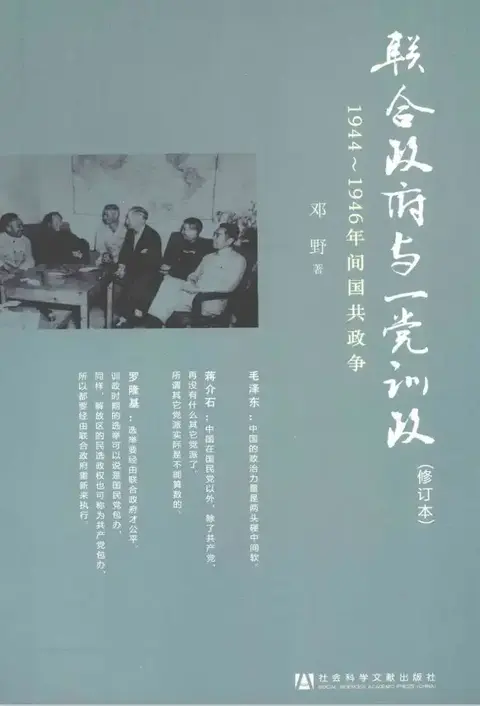 联合政府与一党训政
(修订本)
1944～1946年间国共政争
邓野 著
毛泽东：中国的政治力量是两头硬中间软。
蒋介石：中国在国民党以外，除了共产党，
再没有什么其它党派了，
所谓其它党派实际是不能算数的。
罗隆基：选举要经由联合政府才公平，
训政时期的选举可以说是国民党包办，
同样，解放区的民选政权也可称为共产党包办，
所以都要经由联合政府重新来执行。
社会科学文献出版社
SOCIAL SCIENCES ACADEMIC PRESS (CHINA)